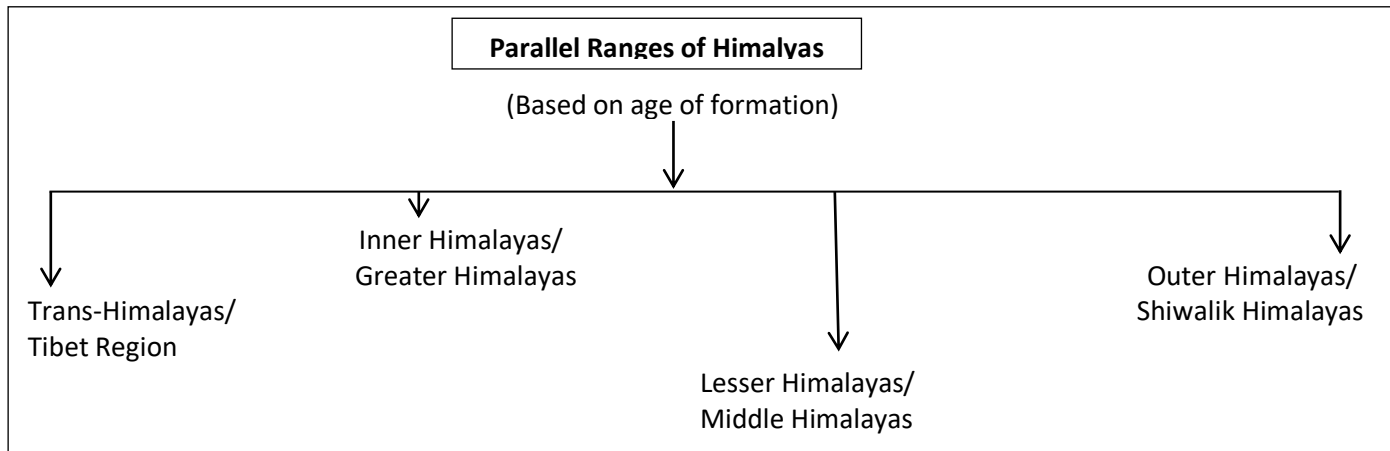 Parallel Ranges of Himalyas
(Based on age of formation)
Inner Himalayas/
Greater Himalayas
Trans-Himalayas/
Tibet Region
Outer Himalayas/
Shiwalik Himalayas
Lesser Himalayas/
Middle Himalayas